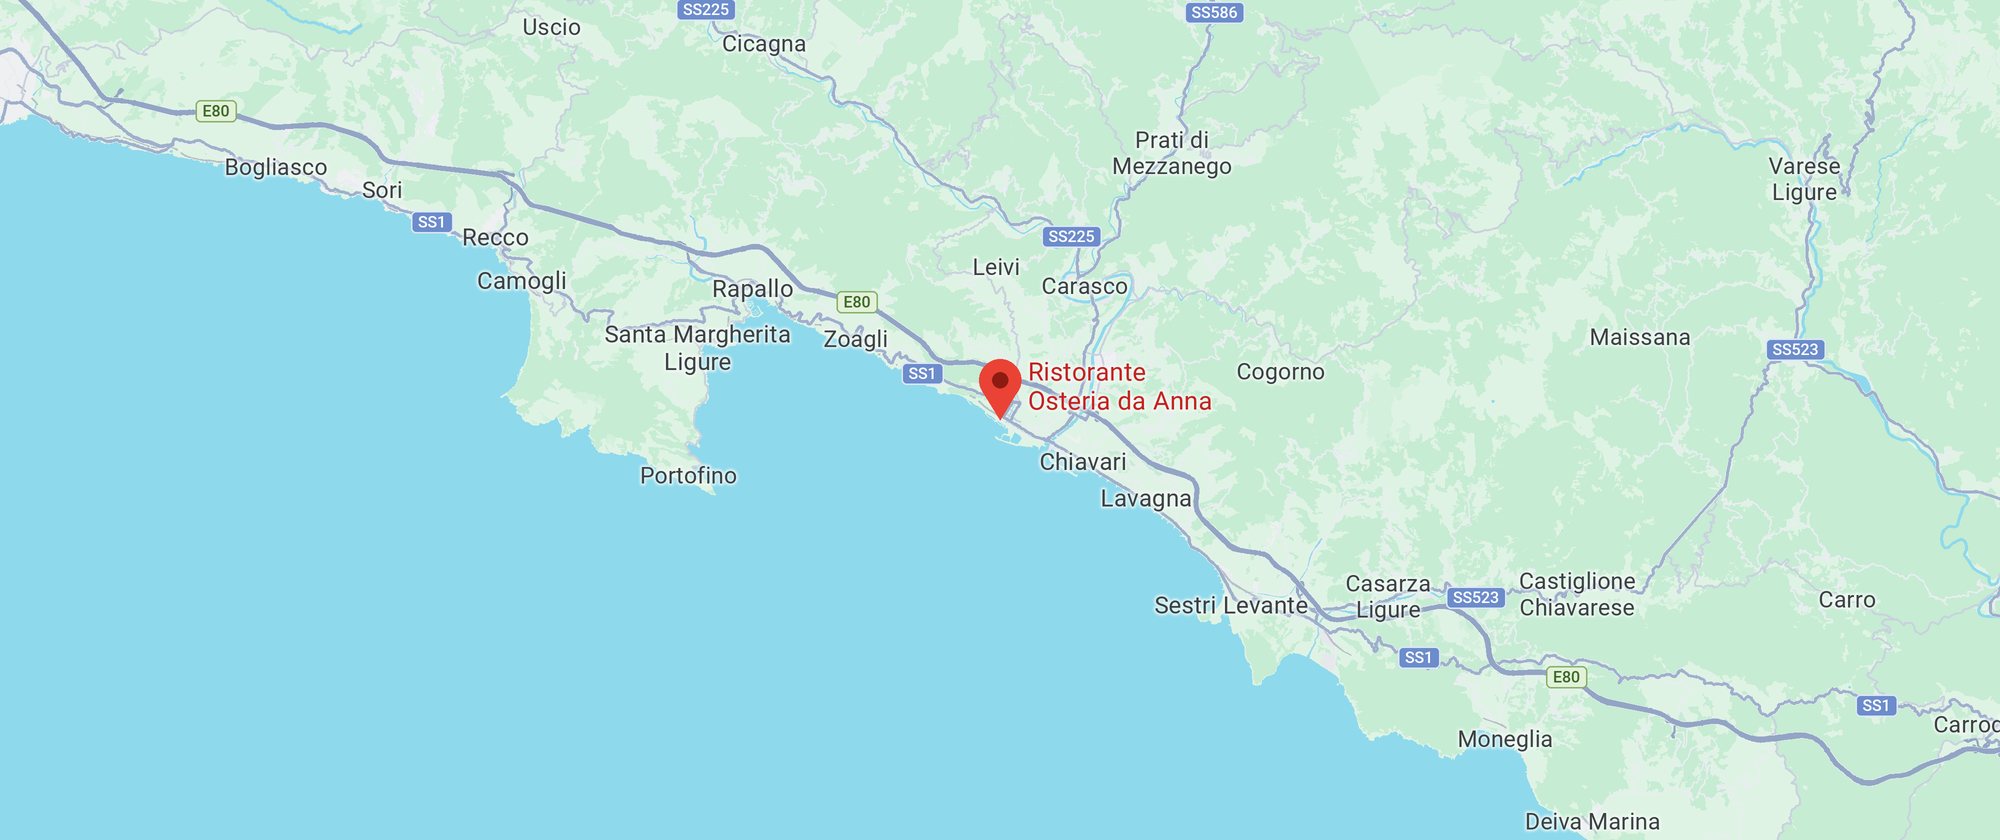 SS225
SS586
Uscio
Cicagna
E80
Prati di
Mezzanego
Bogliasco
Sori
Varese
Ligure
SS1
Recco
SS225
Leivi
Camogli
Carasco
Rapallo
E80
Santa Margherita
Ligure
Zoagli
Maissana
SS523
SS1
Ristorante
Osteria da Anna
Cogorno
Portofino
Chiavari
Lavagna
Sestri Levante
Casarza
Ligure
SS523
Castiglione
Chiavarese
Carro
SS1
E80
SS1
Carrod
Moneglia
Deiva Marina